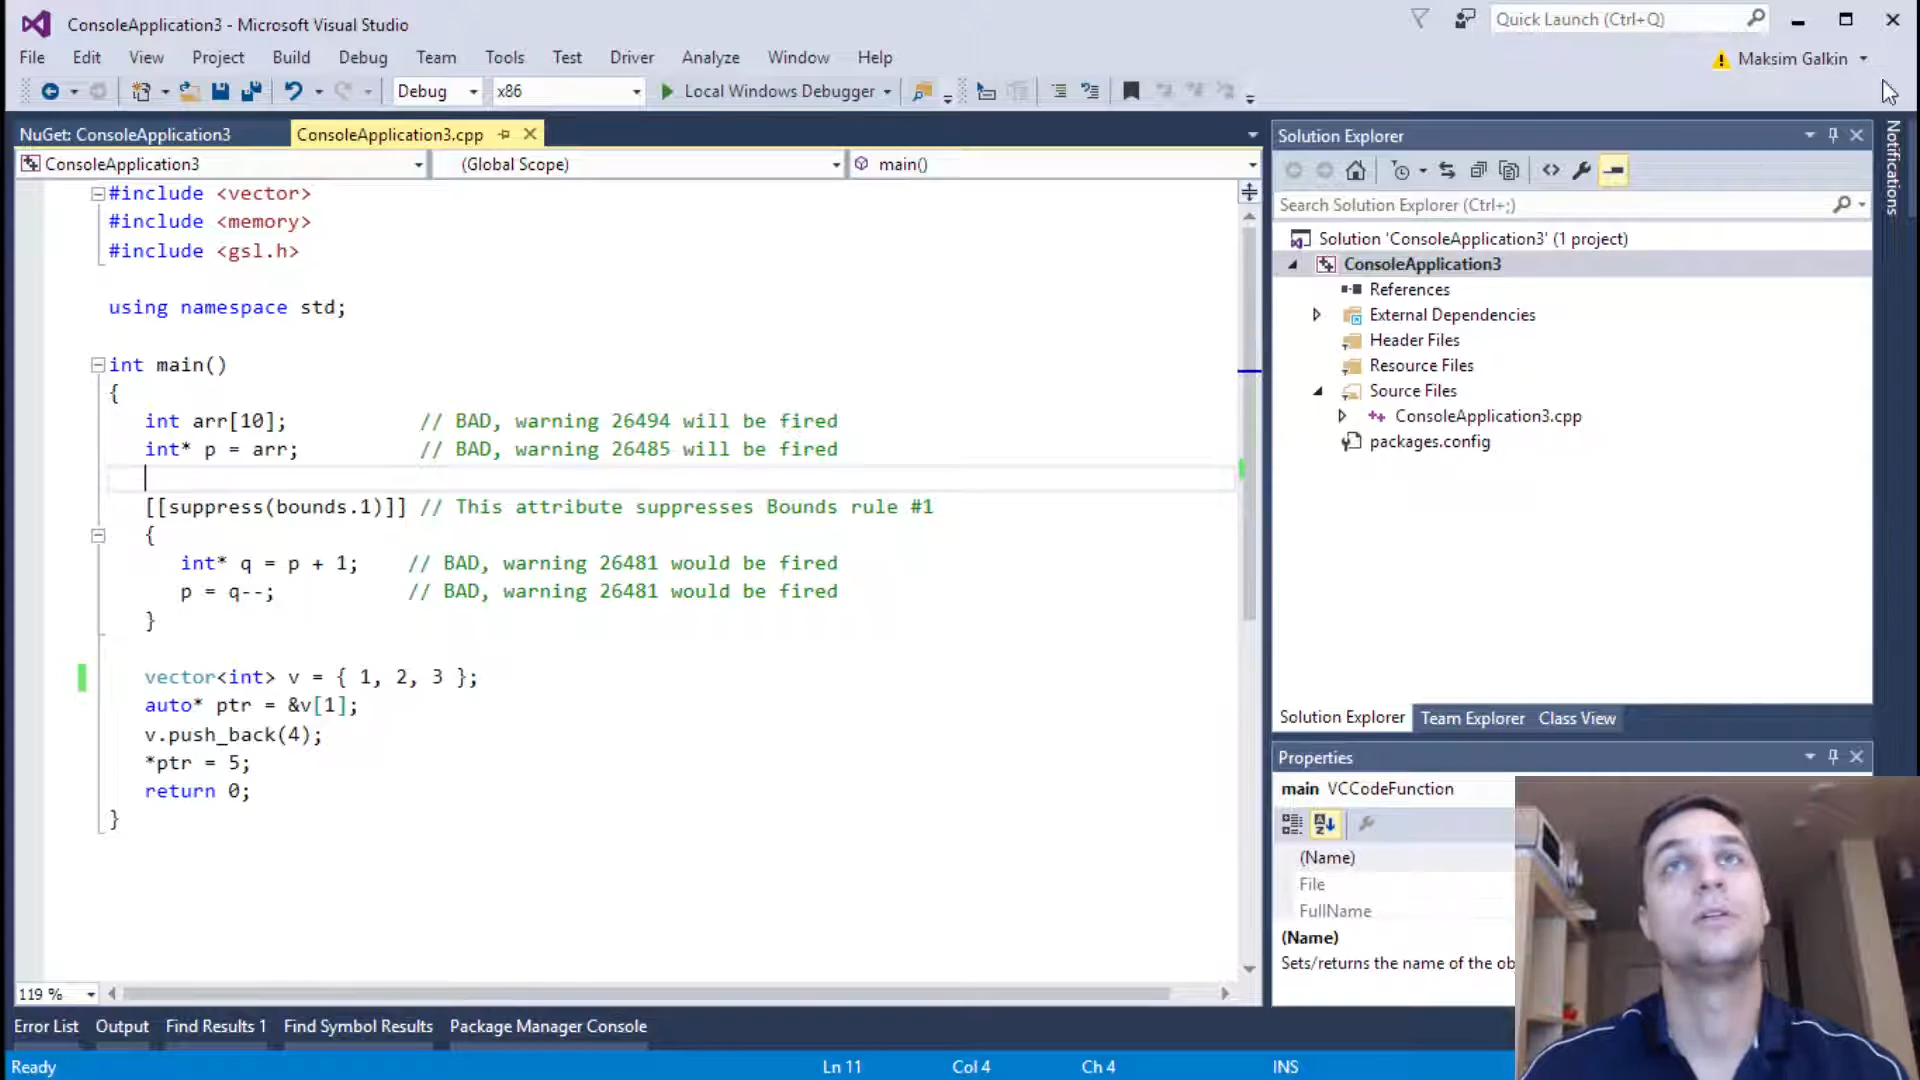 ConsoleApplication3 - Microsoft Visual Studio
Quick Launch (Ctrl+Q)
File Edit View Project Build Debug Team Tools Test Driver Analyze Window Help
Maksim Galkin
Debug x86 Local Windows Debugger
NuGet: ConsoleApplication3 ConsoleApplication3.cpp
ConsoleApplication3 (Global Scope) main()
#include <vector>
#include <memory>
#include <gsl.h>
using namespace std;
int main()
{
int arr[10]; // BAD, warning 26494 will be fired
int* p = arr; // BAD, warning 26485 will be fired
[[suppress(bounds.1)]] // This attribute suppresses Bounds rule #1
{
int* q = p + 1; // BAD, warning 26481 would be fired
p = q--; // BAD, warning 26481 would be fired
}
vector<int> v = { 1, 2, 3 };
auto* ptr = &v[1];
v.push_back(4);
*ptr = 5;
return 0;
}
119 %
Solution Explorer
Search Solution Explorer (Ctrl+;)
Solution 'ConsoleApplication3' (1 project)
ConsoleApplication3
References
External Dependencies
Header Files
Resource Files
Source Files
ConsoleApplication3.cpp
packages.config
Solution Explorer Team Explorer Class View
Notifications
Properties
main VCCodeFunction
(Name)
File
FullName
(Name)
Sets/returns the name of the ob
Error List Output Find Results 1 Find Symbol Results Package Manager Console
Ready Ln 11 Col 4 Ch 4 INS